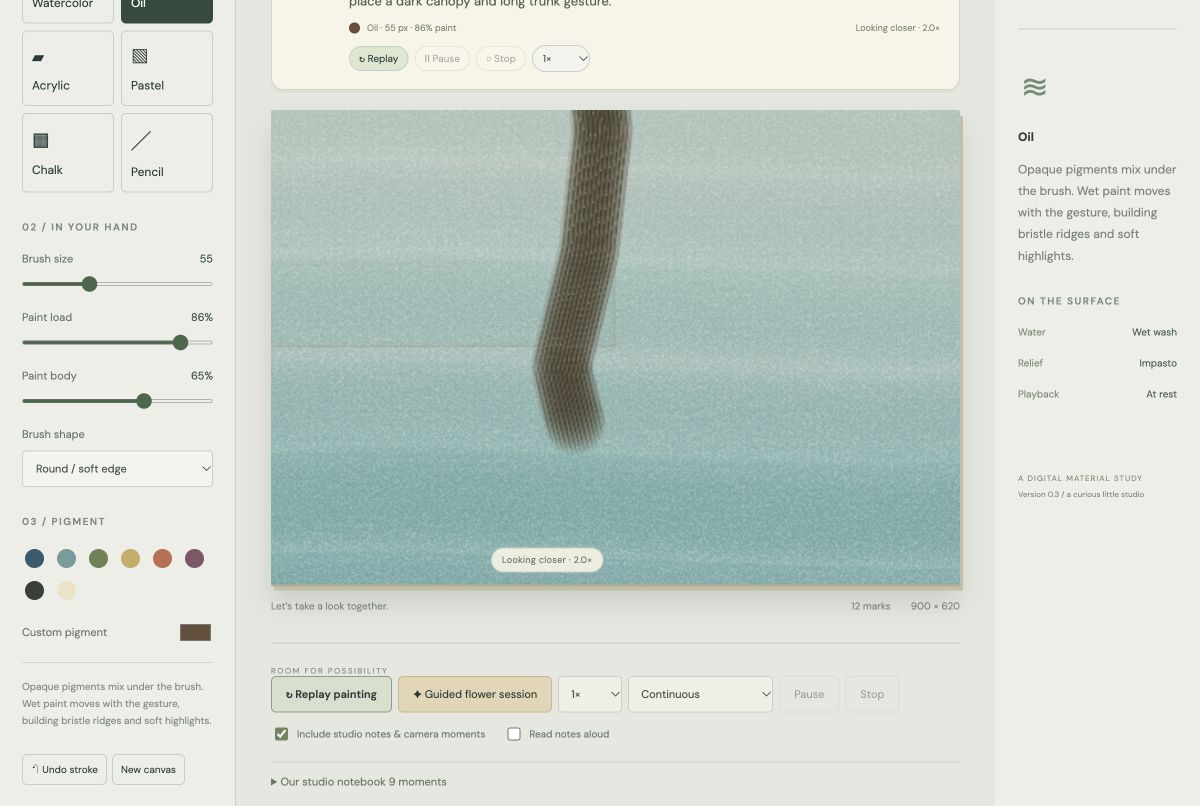 Watercolor
Oil
Acrylic
Pastel
Chalk
Pencil
02 / IN YOUR HAND
Brush size 55
Paint load 86%
Paint body 65%
Brush shape
Round / soft edge
03 / PIGMENT
Custom pigment
Opaque pigments mix under the brush.
Wet paint moves with the gesture,
building bristle ridges and soft highlights.
Undo stroke
New canvas
place a dark canopy and long trunk gesture.
Oil · 55 px · 86% paint
Looking closer · 2.0×
↻ Replay
II Pause
▫ Stop
1×
Looking closer · 2.0×
Let's take a look together.
12 marks
900 × 620
ROOM FOR POSSIBILITY
↻ Replay painting
✦ Guided flower session
1×
Continuous
Pause
Stop
Include studio notes & camera moments
Read notes aloud
▶ Our studio notebook 9 moments
Oil
Opaque pigments mix under
the brush. Wet paint moves
with the gesture, building
bristle ridges and soft
highlights.
ON THE SURFACE
Water Wet wash
Relief Impasto
Playback At rest
A DIGITAL MATERIAL STUDY
Version 0.3 / a curious little studio